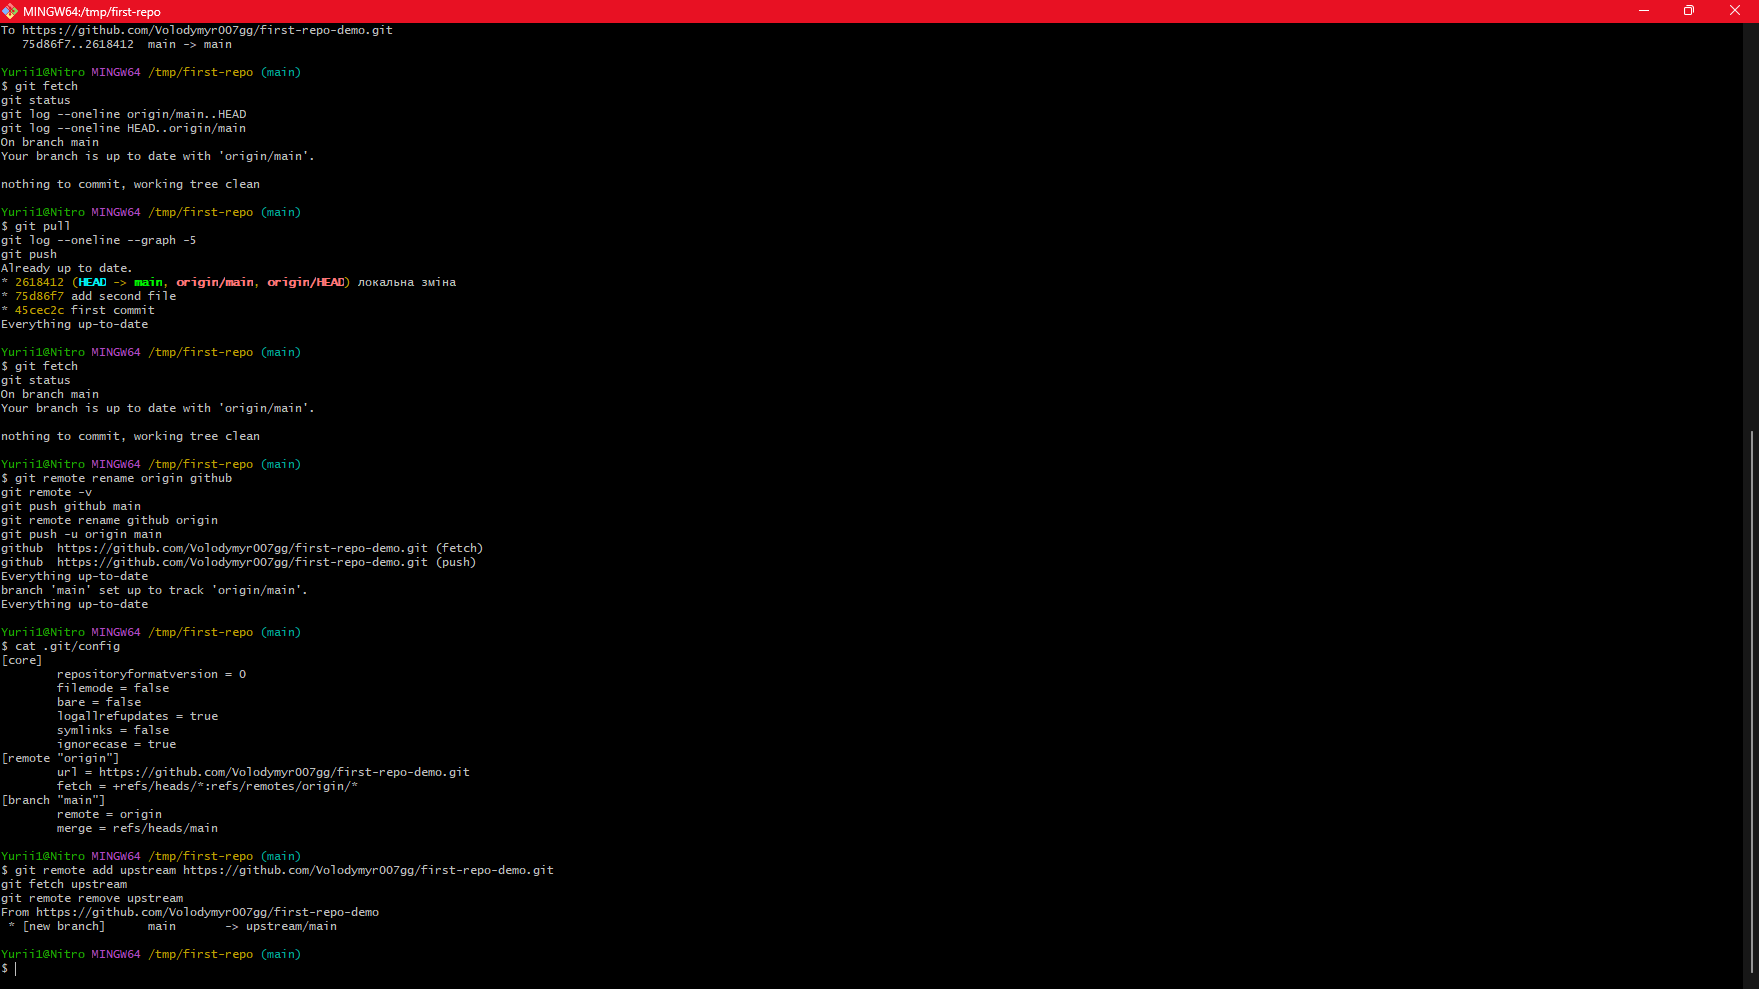 MINGW64:/tmp/first-repo
To https://github.com/Volodymyr007gg/first-repo-demo.git
   75d86f7..2618412  main -> main
Yurii1@Nitro MINGW64 /tmp/first-repo (main)
$ git fetch
git status
git log --oneline origin/main..HEAD
git log --oneline HEAD..origin/main
On branch main
Your branch is up to date with 'origin/main'.
nothing to commit, working tree clean
Yurii1@Nitro MINGW64 /tmp/first-repo (main)
$ git pull
git log --oneline --graph -5
git push
Already up to date.
* 2618412 (HEAD -> main, origin/main, origin/HEAD) локальна зміна
* 75d86f7 add second file
* 45cec2c first commit
Everything up-to-date
Yurii1@Nitro MINGW64 /tmp/first-repo (main)
$ git fetch
git status
On branch main
Your branch is up to date with 'origin/main'.
nothing to commit, working tree clean
Yurii1@Nitro MINGW64 /tmp/first-repo (main)
$ git remote rename origin github
git remote -v
git push github main
git remote rename github origin
git push -u origin main
github  https://github.com/Volodymyr007gg/first-repo-demo.git (fetch)
github  https://github.com/Volodymyr007gg/first-repo-demo.git (push)
Everything up-to-date
branch 'main' set up to track 'origin/main'.
Everything up-to-date
Yurii1@Nitro MINGW64 /tmp/first-repo (main)
$ cat .git/config
[core]
        repositoryformatversion = 0
        filemode = false
        bare = false
        logallrefupdates = true
        symlinks = false
        ignorecase = true
[remote "origin"]
        url = https://github.com/Volodymyr007gg/first-repo-demo.git
        fetch = +refs/heads/*:refs/remotes/origin/*
[branch "main"]
        remote = origin
        merge = refs/heads/main
Yurii1@Nitro MINGW64 /tmp/first-repo (main)
$ git remote add upstream https://github.com/Volodymyr007gg/first-repo-demo.git
git fetch upstream
git remote remove upstream
From https://github.com/Volodymyr007gg/first-repo-demo
 * [new branch]      main       -> upstream/main
Yurii1@Nitro MINGW64 /tmp/first-repo (main)
$